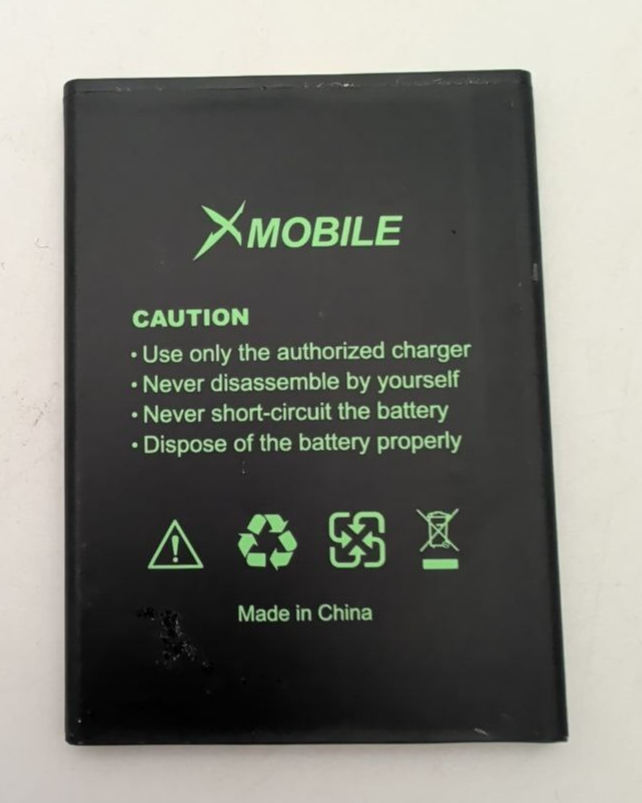 XMOBILE
CAUTION
• Use only the authorized charger
• Never disassemble by yourself
• Never short-circuit the battery
• Dispose of the battery properly
Made in China